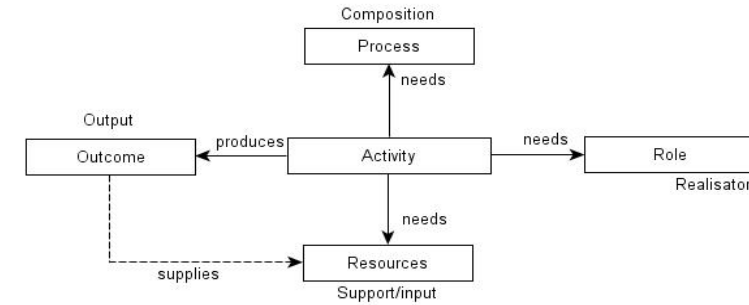 Composition
Process
needs
Output
Outcome
produces
Activity
needs
Role
Realisator
needs
supplies
Resources
Support/input